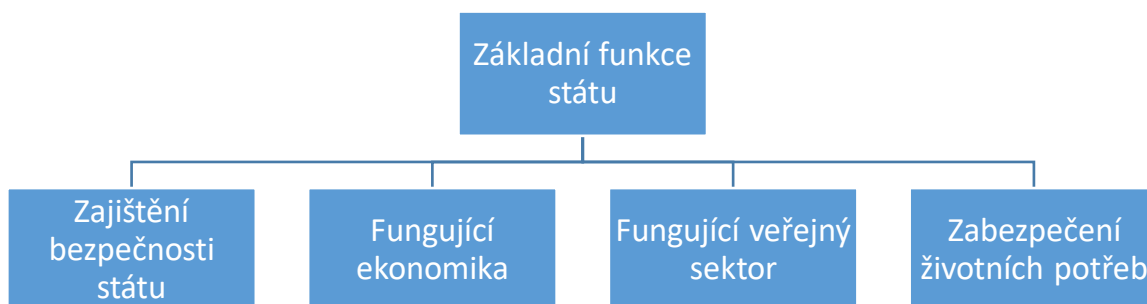 Základní funkce
státu
Zajištění
bezpečnosti
státu
Fungující
ekonomika
Fungující veřejný
sektor
Zabezpečení
životních potřeb